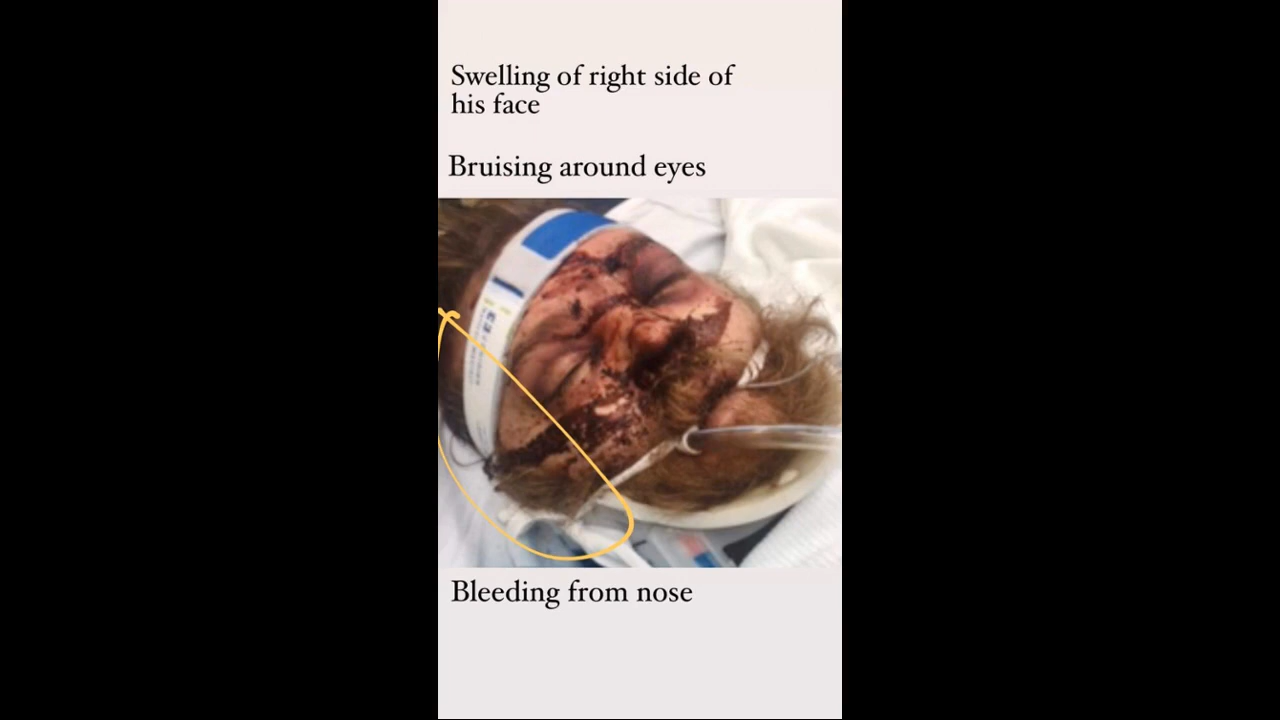 Swelling of right side of
his face
Bruising around eyes
Bleeding from nose